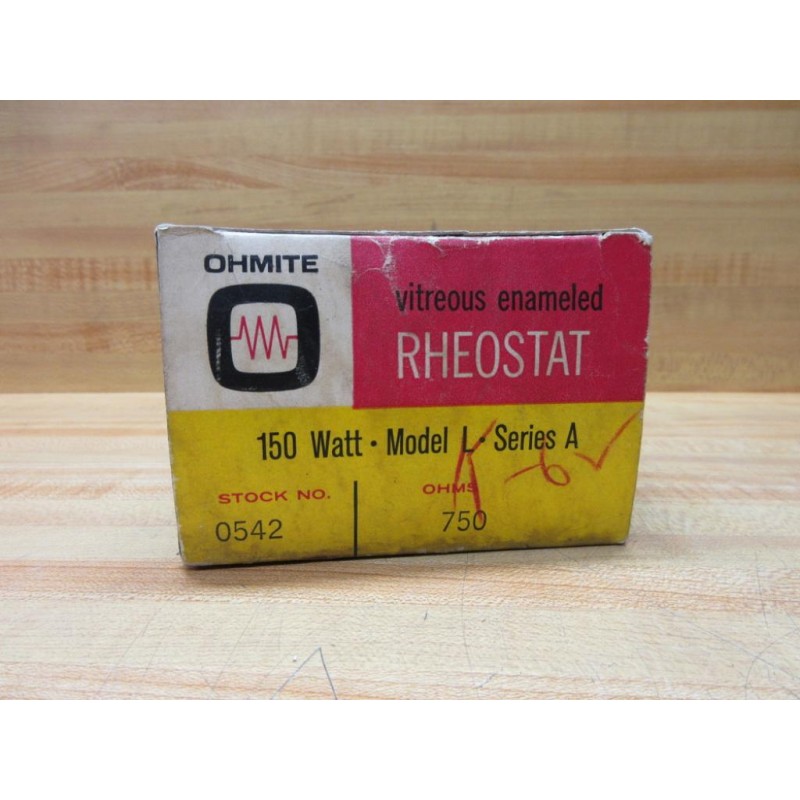 OHMITE
vitreous enameled
RHEOSTAT
150 Watt • Model L • Series A
STOCK NO.
OHMS
0542
750